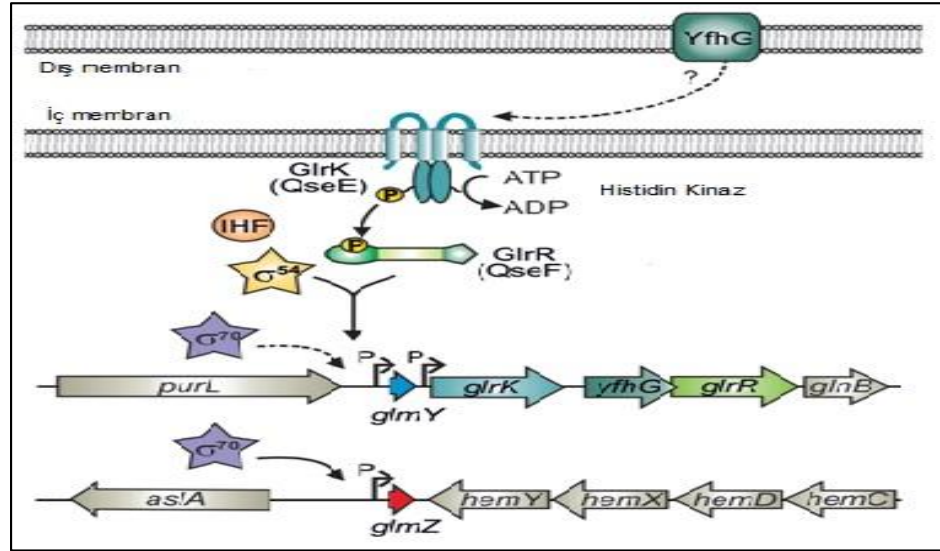 YfhG
Dış membran
?
İç membran
GlrK
(QseE)
P
ATP
ADP
Histidin Kinaz
IHF
P
GlrR
(QseF)
σ54
σ70
P P
purL
glmY
glrK
yfhG
glrR
glnB
σ70
P
aslA
glmZ
hemY
hemX
hemD
hemC